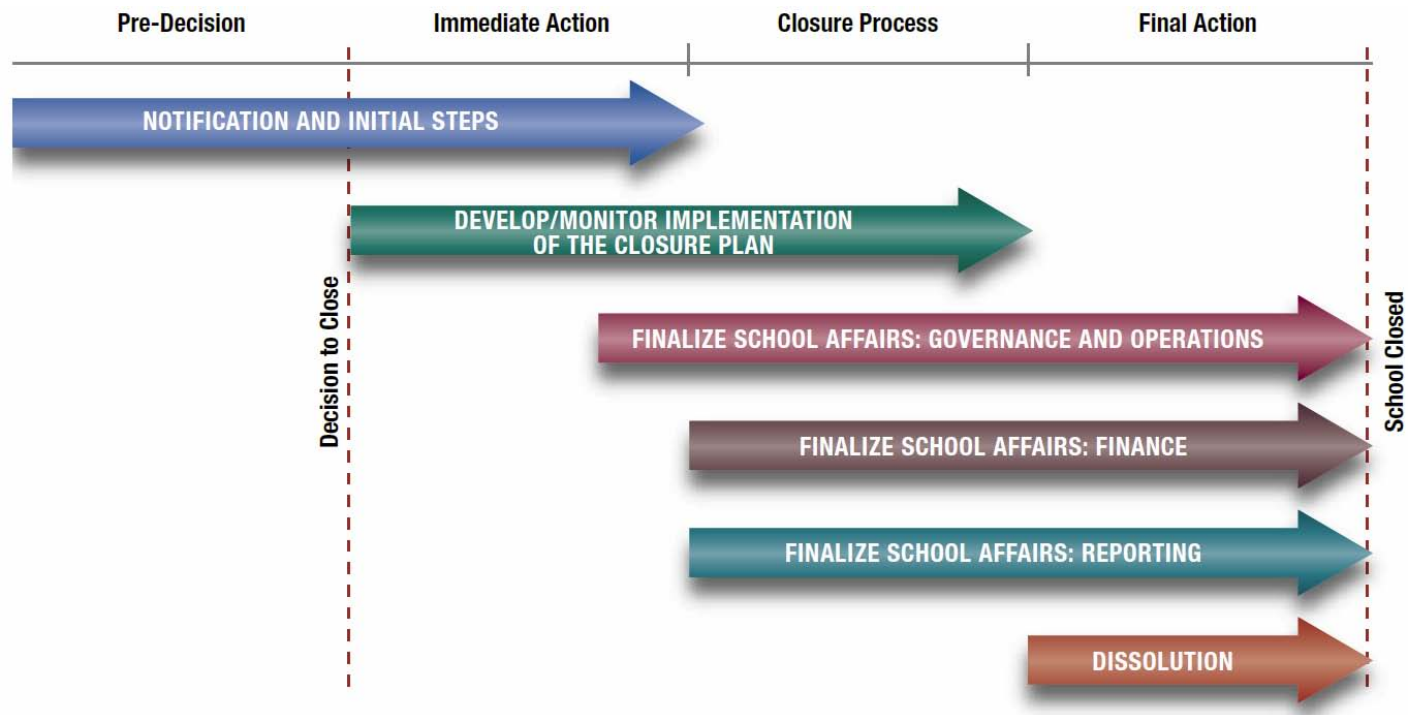 Pre-Decision
Immediate Action
Closure Process
Final Action
NOTIFICATION AND INITIAL STEPS
DEVELOP/MONITOR IMPLEMENTATION
OF THE CLOSURE PLAN
Decision to Close
FINALIZE SCHOOL AFFAIRS: GOVERNANCE AND OPERATIONS
School Closed
FINALIZE SCHOOL AFFAIRS: FINANCE
FINALIZE SCHOOL AFFAIRS: REPORTING
DISSOLUTION